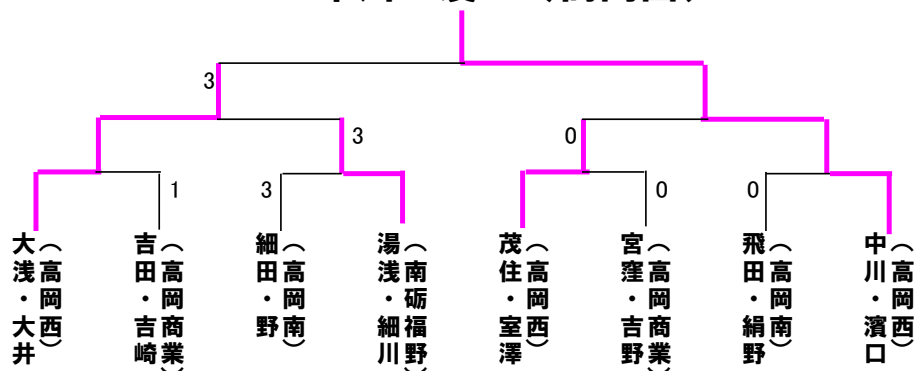 3
3
0
1
3
0
0
（高岡西）
大浅・大井
（高岡商業）
吉田・吉崎
（高岡南）
細田・野
（南砺福野）
湯浅・細川
（高岡西）
茂住・室澤
（高岡商業）
宮窪・吉野
（高岡南）
飛田・絹野
（高岡西）
中川・濱口